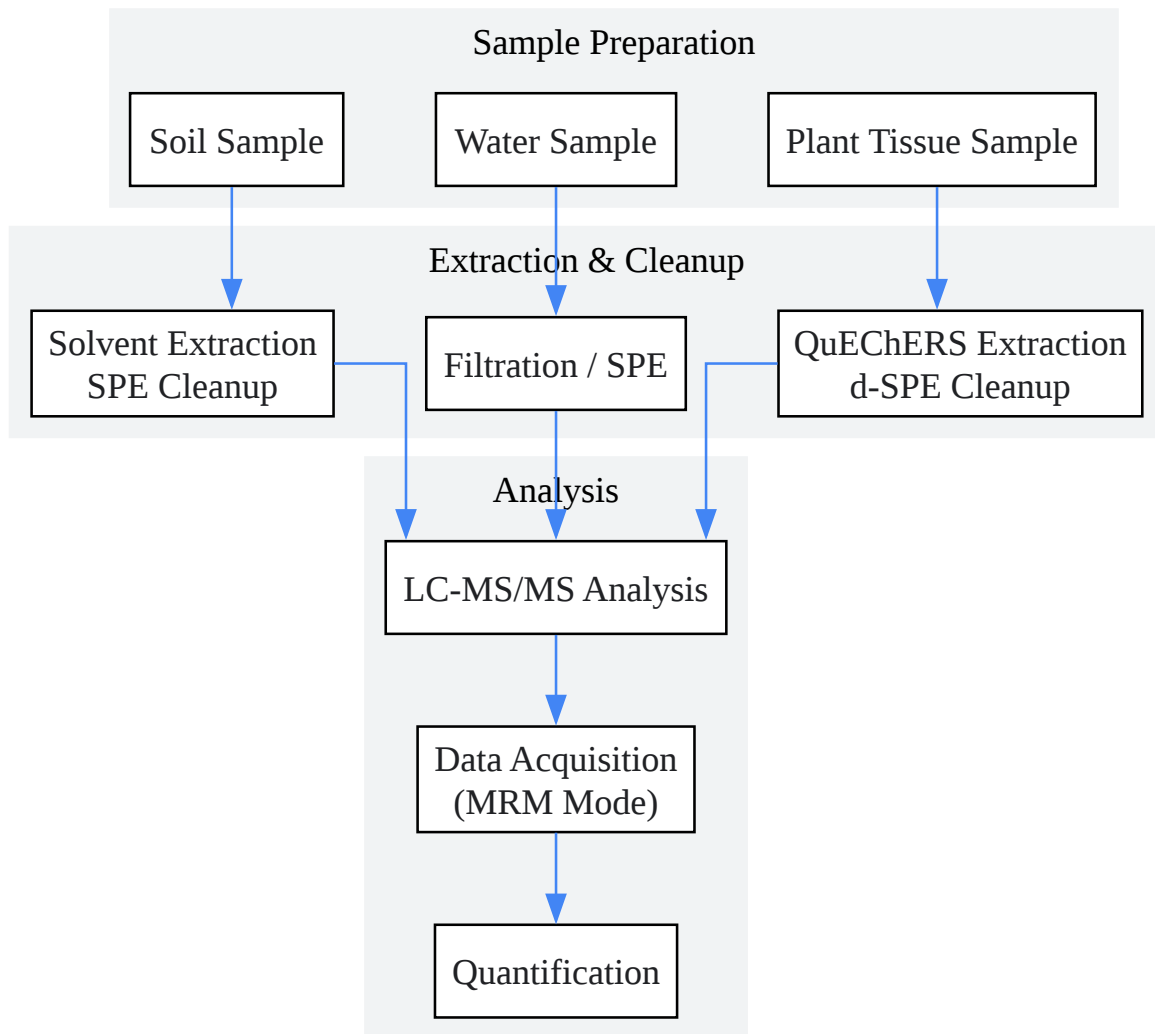 Sample Preparation
Soil Sample
Water Sample
Plant Tissue Sample
Extraction & Cleanup
Solvent Extraction
SPE Cleanup
Filtration / SPE
QuEChERS Extraction
d-SPE Cleanup
Analysis
LC-MS/MS Analysis
Data Acquisition
(MRM Mode)
Quantification